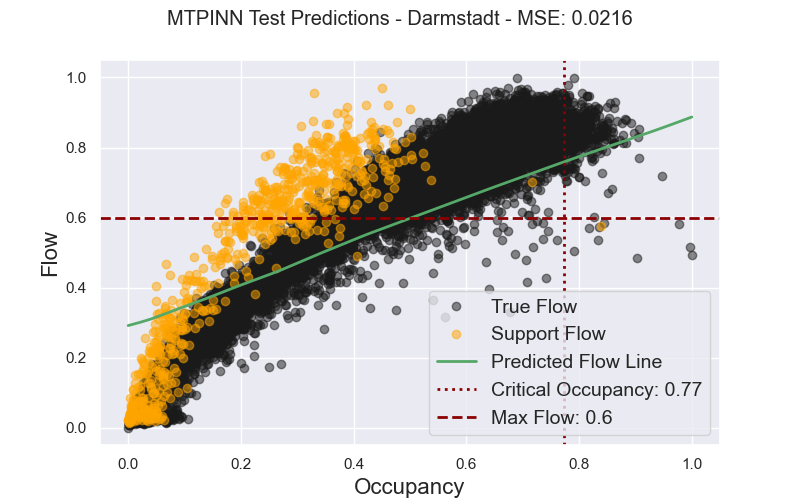 MTPINN Test Predictions - Darmstadt - MSE: 0.0216
Flow
1.0
0.8
0.6
0.4
0.2
0.0
True Flow
Support Flow
Predicted Flow Line
Critical Occupancy: 0.77
Max Flow: 0.6
0.0 0.2 0.4 0.6 0.8 1.0
Occupancy